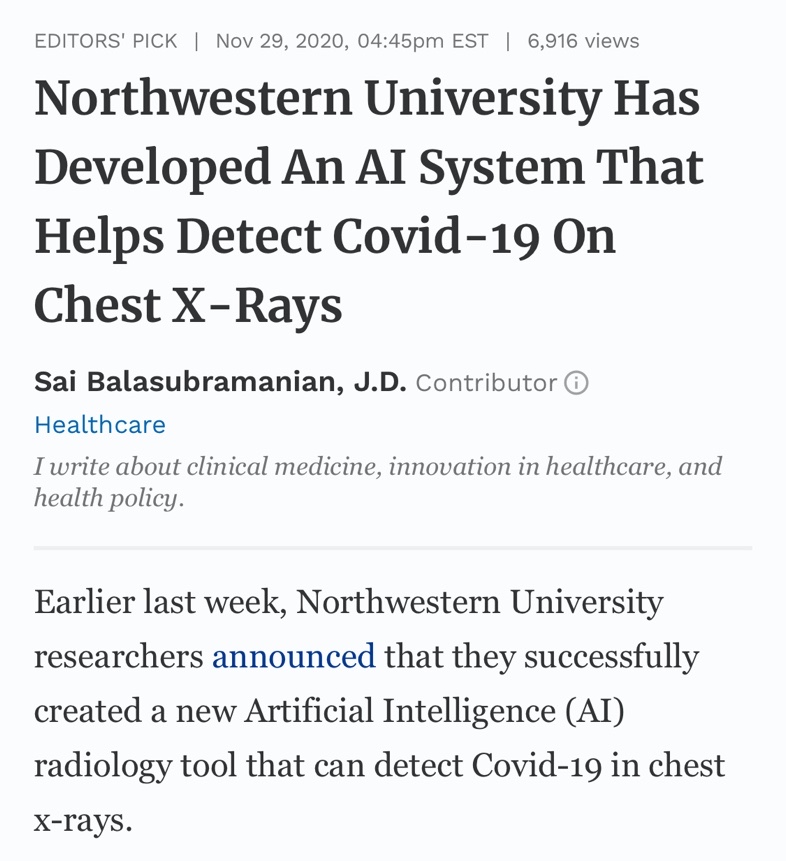 EDITORS' PICK | Nov 29, 2020, 04:45pm EST | 6,916 views
Northwestern University Has
Developed An AI System That
Helps Detect Covid-19 On
Chest X-Rays
Sai Balasubramanian, J.D. Contributor
Healthcare
I write about clinical medicine, innovation in healthcare, and
health policy.
Earlier last week, Northwestern University
researchers announced that they successfully
created a new Artificial Intelligence (AI)
radiology tool that can detect Covid-19 in chest
x-rays.